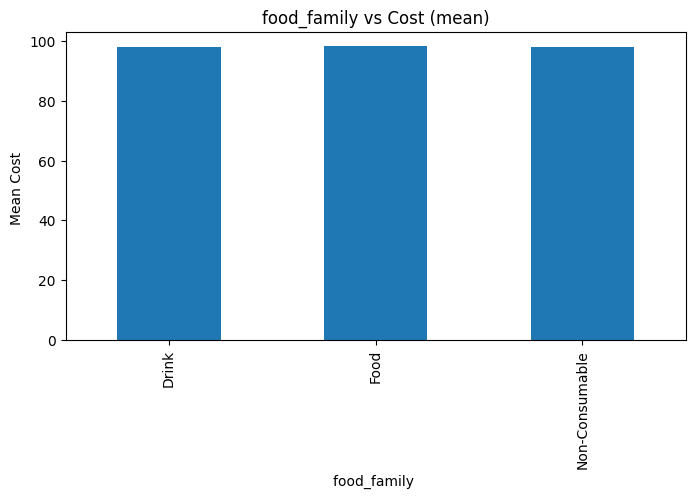 food_family vs Cost (mean)
100
80
60
40
20
0
Mean Cost
Drink
Food
Non-Consumable
food_family